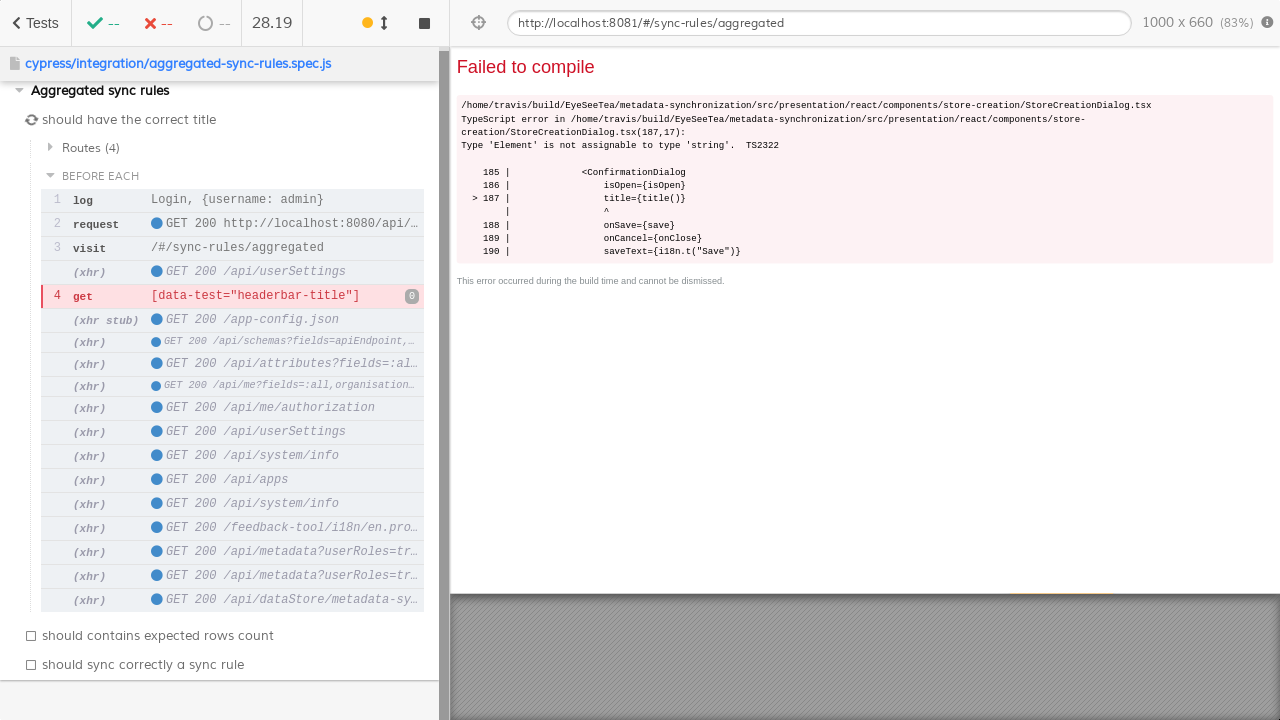 Tests
--
--
--
28.19
http://localhost:8081/#/sync-rules/aggregated
1000 x 660 (83%)
cypress/integration/aggregated-sync-rules.spec.js
Aggregated sync rules
should have the correct title
Routes (4)
BEFORE EACH
1 log Login, {username: admin}
2 request GET 200 http://localhost:8080/api/…
3 visit /#/sync-rules/aggregated
(xhr) GET 200 /api/userSettings
4 get [data-test="headerbar-title"] 0
(xhr stub) GET 200 /app-config.json
(xhr) GET 200 /api/schemas?fields=apiEndpoint,…
(xhr) GET 200 /api/attributes?fields=:al…
(xhr) GET 200 /api/me?fields=:all,organisation…
(xhr) GET 200 /api/me/authorization
(xhr) GET 200 /api/userSettings
(xhr) GET 200 /api/system/info
(xhr) GET 200 /api/apps
(xhr) GET 200 /api/system/info
(xhr) GET 200 /feedback-tool/i18n/en.pro…
(xhr) GET 200 /api/metadata?userRoles=tr…
(xhr) GET 200 /api/metadata?userRoles=tr…
(xhr) GET 200 /api/dataStore/metadata-sy…
should contains expected rows count
should sync correctly a sync rule
Failed to compile
/home/travis/build/EyeSeeTea/metadata-synchronization/src/presentation/react/components/store-creation/StoreCreationDialog.tsx
TypeScript error in /home/travis/build/EyeSeeTea/metadata-synchronization/src/presentation/react/components/store-
creation/StoreCreationDialog.tsx(187,17):
Type 'Element' is not assignable to type 'string'.  TS2322
185 |             <ConfirmationDialog
186 |                 isOpen={isOpen}
> 187 |                 title={title()}
|                 ^
188 |                 onSave={save}
189 |                 onCancel={onClose}
190 |                 saveText={i18n.t("Save")}
This error occurred during the build time and cannot be dismissed.